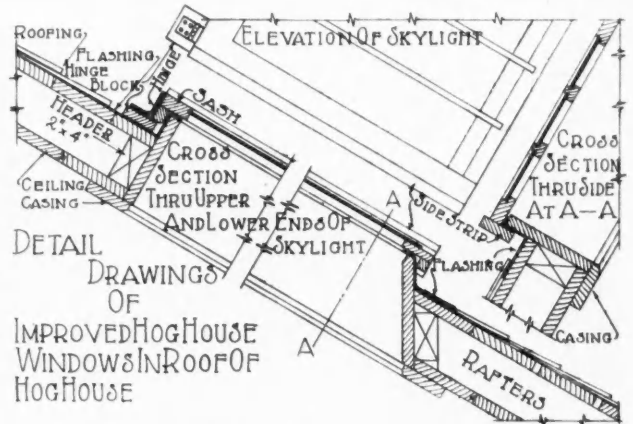 ROOFING
FLASHING
HINGE
BLOCK
HINGE
SASH
HEADER
2"x4"
CEILING
CASING
ELEVATION OF SKYLIGHT
CROSS
SECTION
THRU UPPER
AND LOWER ENDS OF
SKYLIGHT
CROSS
SECTION
THRU SIDE
AT A-A
A
A
SIDE STRIP
FLASHING
CASING
RAFTERS
DETAIL
DRAWINGS
OF
IMPROVED HOG HOUSE
WINDOWS IN ROOF OF
HOG HOUSE